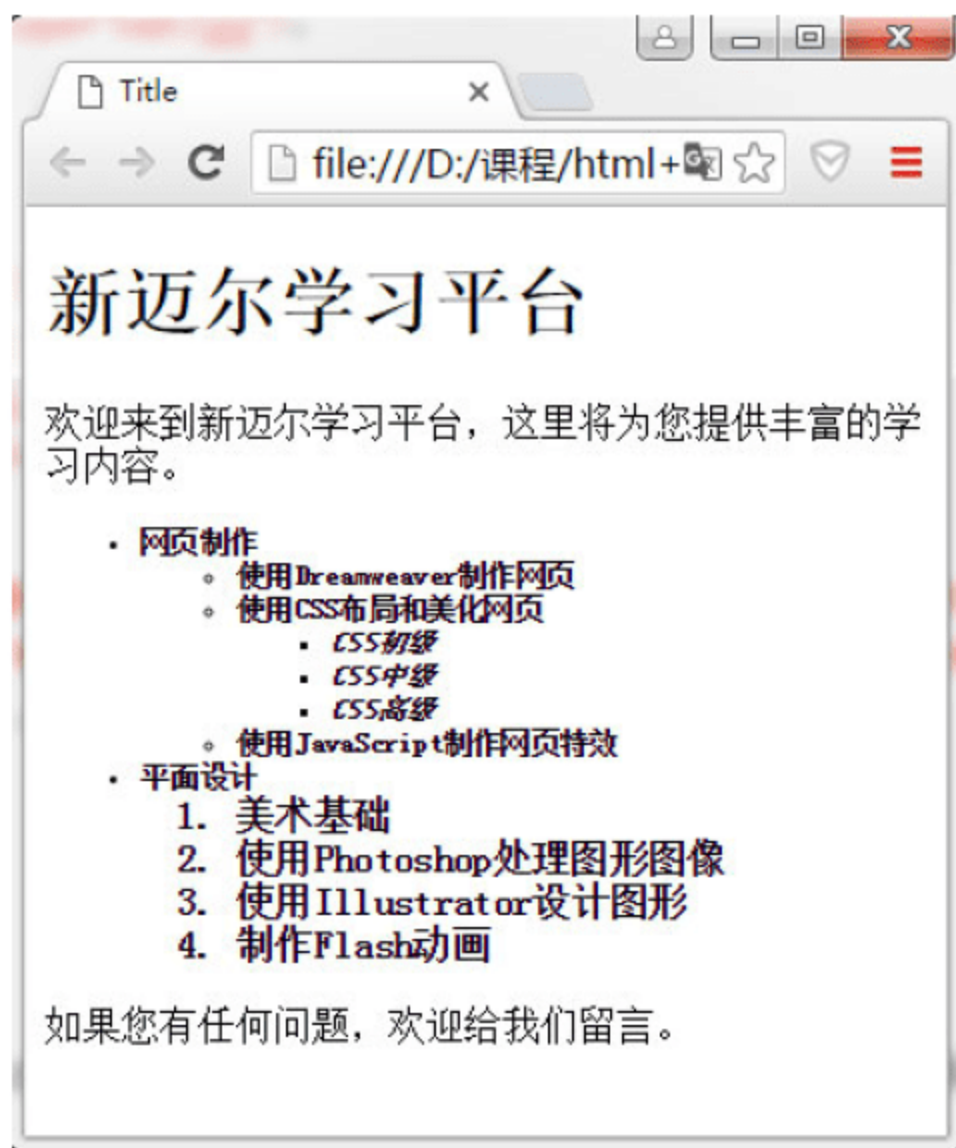 Title
file:///D:/课程/html+
新迈尔学习平台
欢迎来到新迈尔学习平台，这里将为您提供丰富的学
习内容。
网页制作
使用Dreamweaver制作网页
使用CSS布局和美化网页
CSS初级
CSS中级
CSS高级
使用JavaScript制作网页特效
平面设计
1. 美术基础
2. 使用Photoshop处理图形图像
3. 使用Illustrator设计图形
4. 制作Flash动画
如果您有任何问题，欢迎给我们留言。